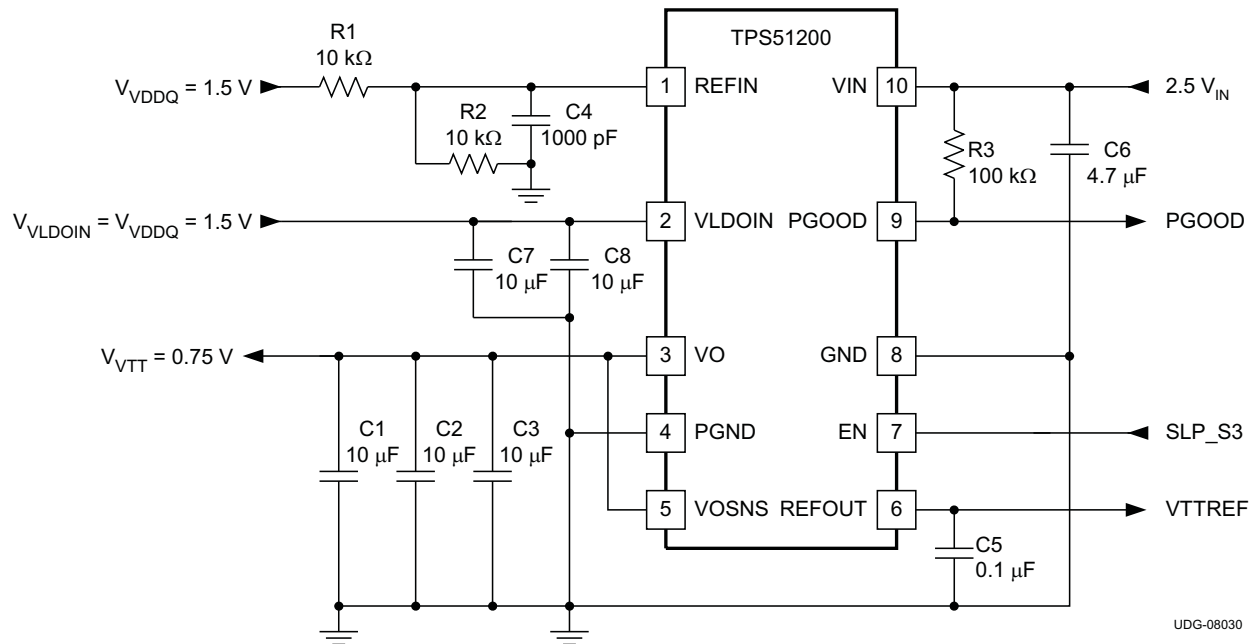 TPS51200
R1
10 kΩ
V_VDDQ = 1.5 V
1
REFIN
VIN
10
2.5 V_IN
R2
10 kΩ
C4
1000 pF
R3
100 kΩ
C6
4.7 μF
V_VLDOIN = V_VDDQ = 1.5 V
2
VLDOIN
PGOOD
9
PGOOD
C7
10 μF
C8
10 μF
V_VTT = 0.75 V
3
VO
GND
8
C1
10 μF
C2
10 μF
C3
10 μF
4
PGND
EN
7
SLP_S3
5
VOSNS
REFOUT
6
VTTREF
C5
0.1 μF
UDG-08030